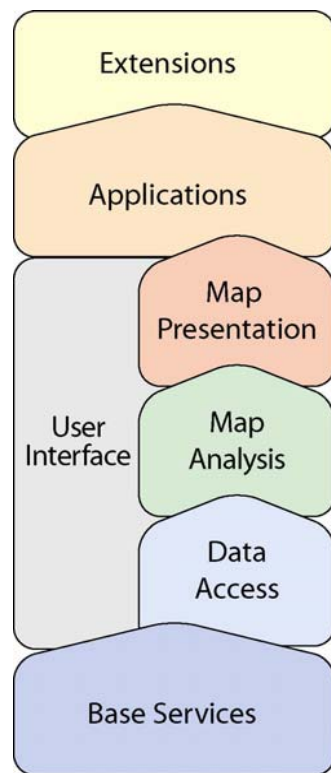 Extensions
Applications
Map
Presentation
User
Interface
Map
Analysis
Data
Access
Base Services